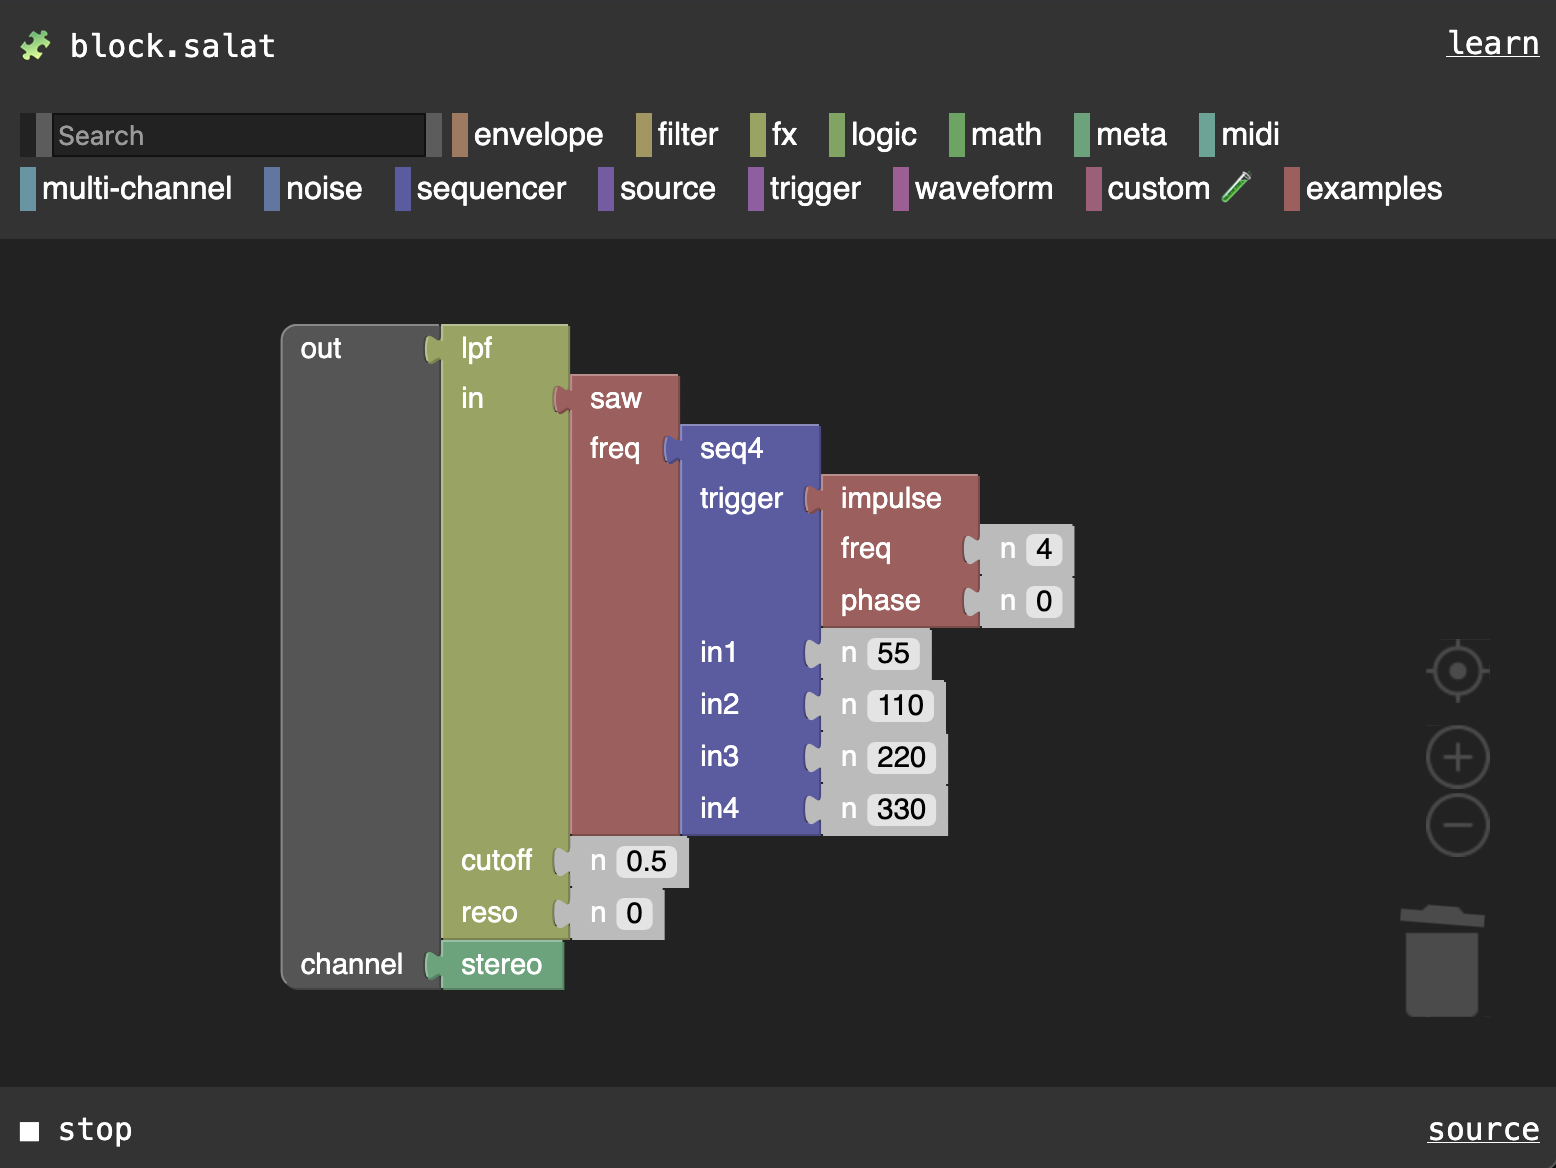 block.salat
learn
Search
envelope filter fx logic math meta midi
multi-channel noise sequencer source trigger waveform custom examples
out lpf
in saw
freq seq4
trigger impulse
freq n 4
phase n 0
in1 n 55
in2 n 110
in3 n 220
in4 n 330
cutoff n 0.5
reso n 0
channel stereo
stop
source